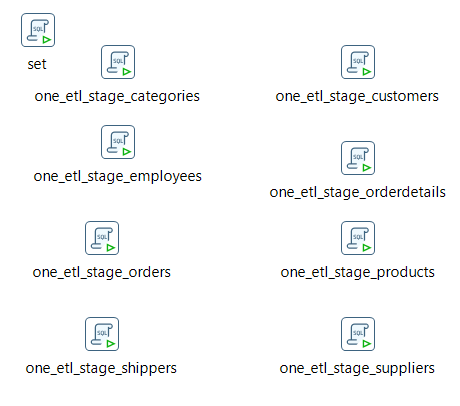 SQL
set
SQL
SQL
one_etl_stage_categories
one_etl_stage_customers
SQL
SQL
one_etl_stage_employees
one_etl_stage_orderdetails
SQL
SQL
one_etl_stage_orders
one_etl_stage_products
SQL
SQL
one_etl_stage_shippers
one_etl_stage_suppliers